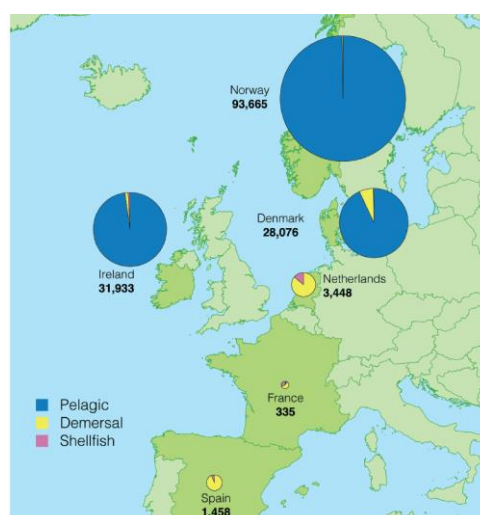 Norway
93,665
Denmark
28,076
Ireland
31,933
Netherlands
3,448
France
335
Pelagic
Demersal
Shellfish
Spain
1,458